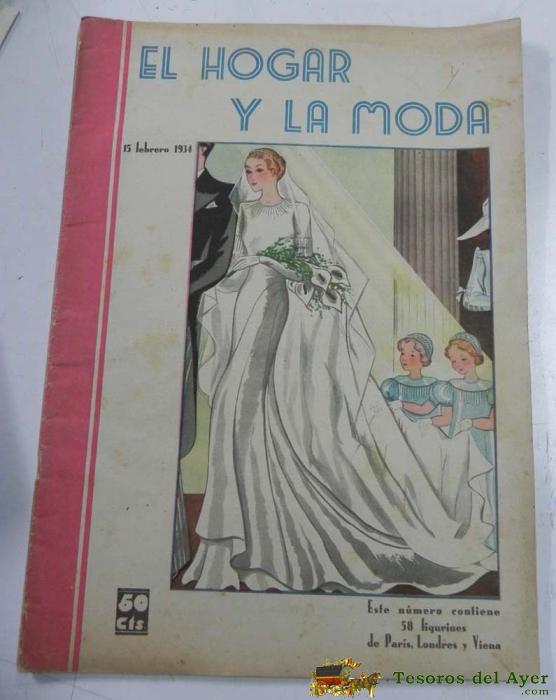 EL HOGAR
Y LA MODA
15 febrero 1934
60
Cts.
Este número contiene
58 figurines
de París, Londres y Viena
Tesoros del Ayer
.com